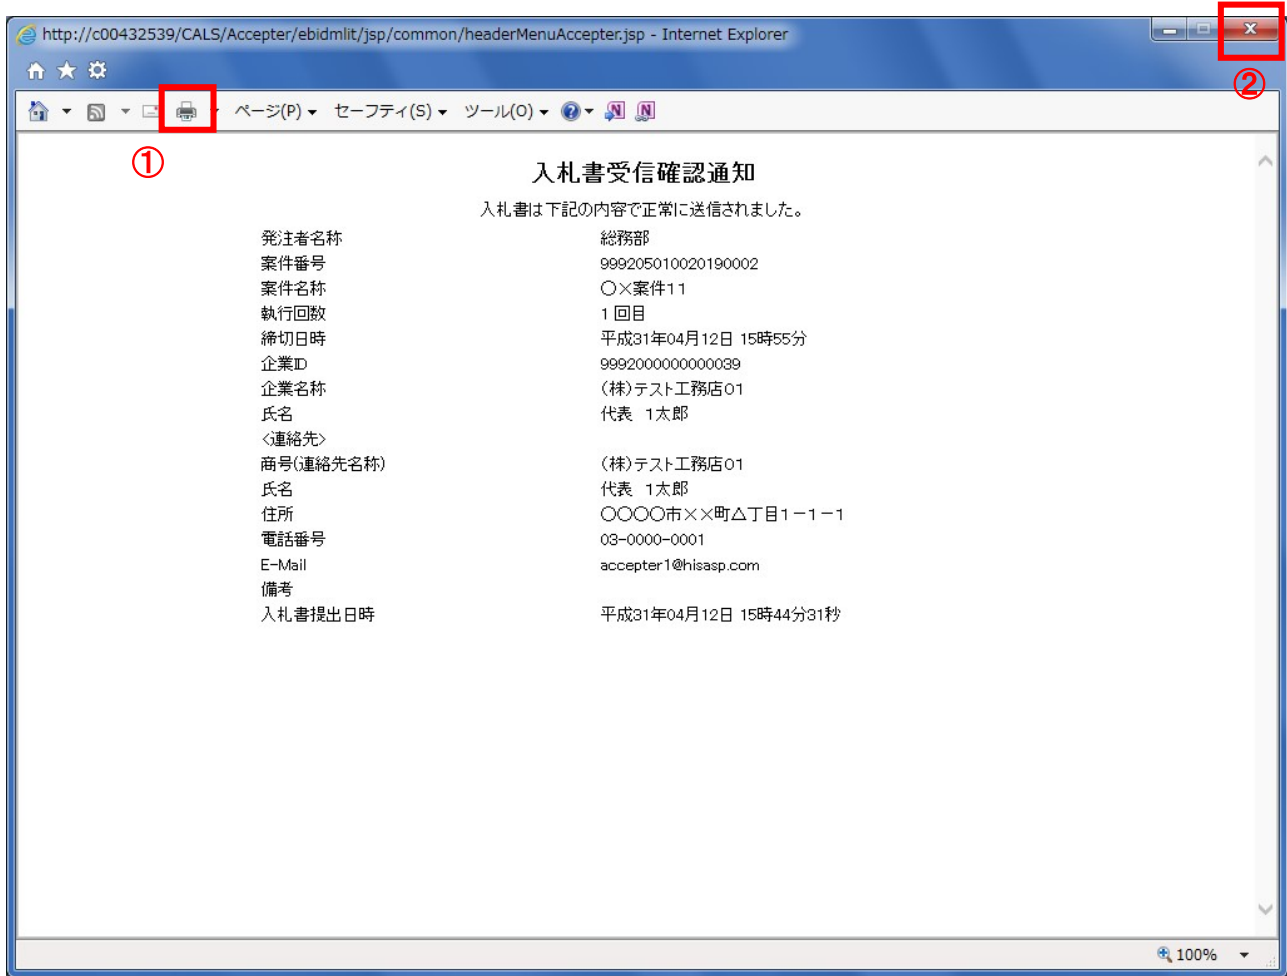 http://c00432539/CALS/Accepter/ebidmlit/jsp/common/headerMenuAccepter.jsp - Internet Explorer
②
ページ(P) セーフティ(S) ツール(O)
①
入札書受信確認通知
入札書は下記の内容で正常に送信されました。
発注者名称 総務部
案件番号 999205010020190002
案件名称 〇×案件11
執行回数 1回目
締切日時 平成31年04月12日 15時55分
企業ID 9992000000000039
企業名称 (株)テスト工務店01
氏名 代表 1太郎
<連絡先>
商号(連絡先名称) (株)テスト工務店01
氏名 代表 1太郎
住所 〇〇〇〇市××町△丁目1-1-1
電話番号 03-0000-0001
E-Mail accepter1@hisasp.com
備考
入札書提出日時 平成31年04月12日 15時44分31秒
100%